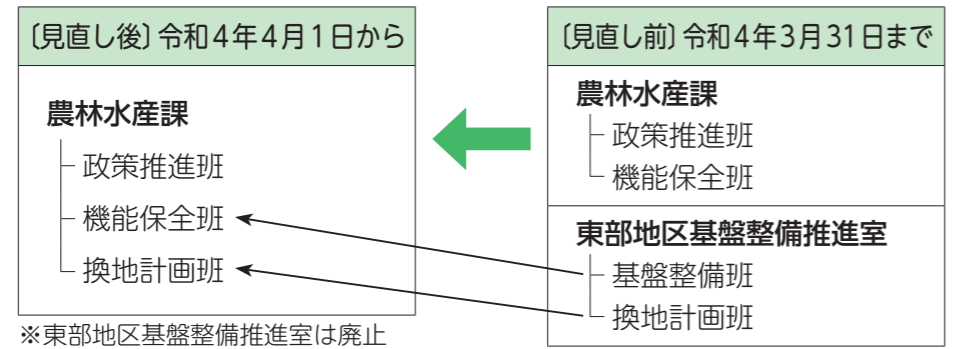 〔見直し後〕令和4年4月1日から
農林水産課
政策推進班
機能保全班
換地計画班
※東部地区基盤整備推進室は廃止
〔見直し前〕令和4年3月31日まで
農林水産課
政策推進班
機能保全班
東部地区基盤整備推進室
基盤整備班
換地計画班